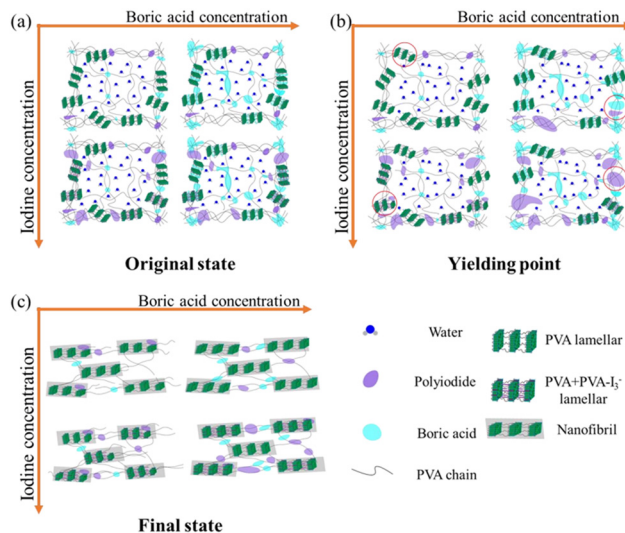 (a)
Boric acid concentration
Iodine concentration
Original state
(b)
Boric acid concentration
Iodine concentration
Yielding point
(c)
Boric acid concentration
Iodine concentration
Final state
Water
PVA lamellar
Polyiodide
PVA+PVA-I₃⁻
lamellar
Boric acid
Nanofibril
PVA chain